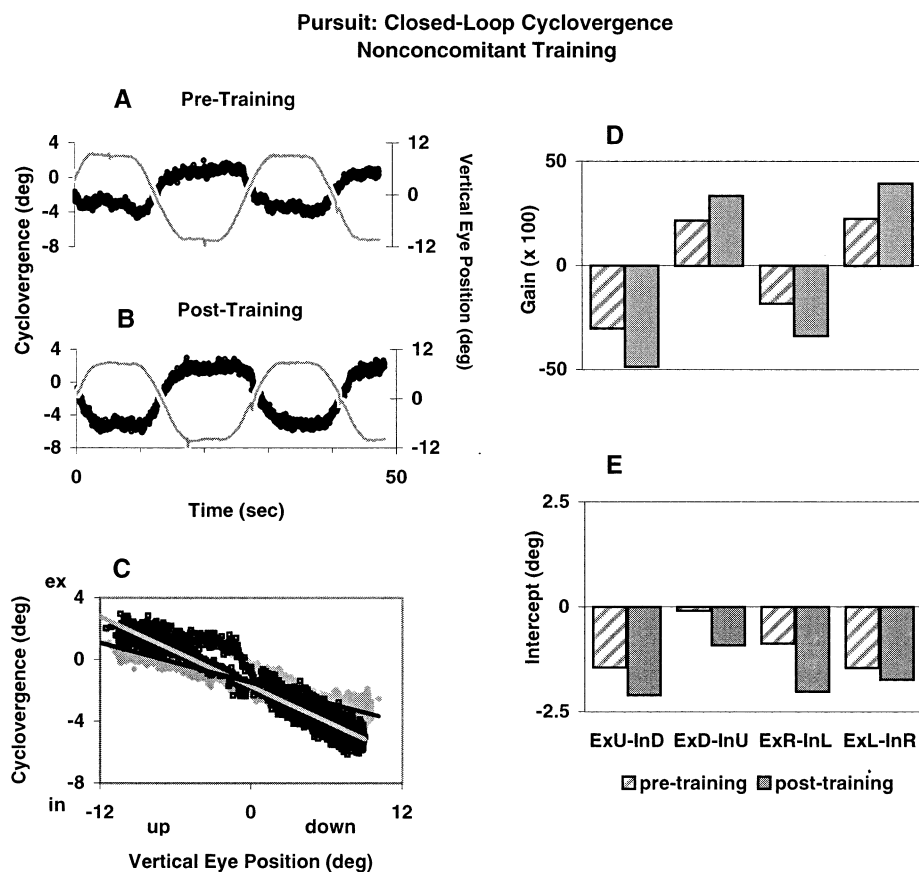 Pursuit: Closed-Loop Cyclovergence
Nonconcomitant Training
A
Pre-Training
4
0
-4
-8
12
0
-12
B
Post-Training
4
0
-4
-8
12
0
-12
Cyclovergence (deg)
Vertical Eye Position (deg)
0
50
Time (sec)
C
ex
4
0
-4
-8
in
Cyclovergence (deg)
-12
0
12
up
down
Vertical Eye Position (deg)
D
50
0
-50
Gain (x 100)
E
2.5
0
-2.5
Intercept (deg)
ExU-InD ExD-InU ExR-InL ExL-InR
pre-training post-training